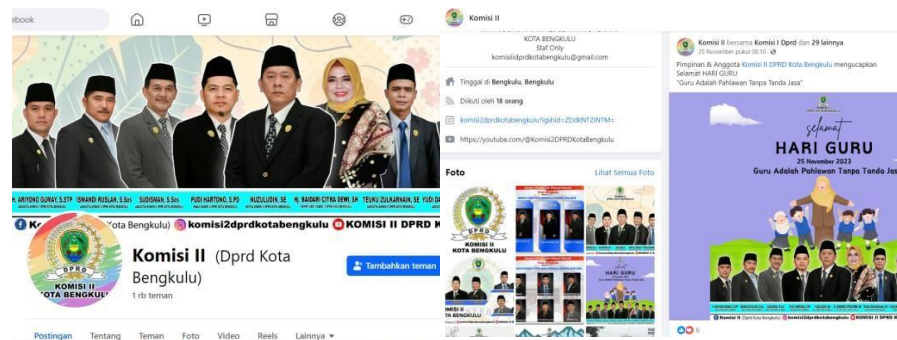 ebook
H. ARIYONO GUMAY, S.STP
ISWANDI RUSLAN, S.Sos
SUDISMAN, S.Sos
PUDI HARTONO, S.PD
NUZULUDIN, SE
Hj. BAIDARI CITRA DEWI, SH
TEUKU ZULKARNAIN, SE
ota Bengkulu)
komisi2dprdkotabengkulu
KOMISI II DPRD K
DPRD
KOMISI II
Komisi II (Dprd Kota
Bengkulu)
1 rb teman
Tambahkan teman
Postingan Tentang Teman Foto Video Reels Lainnya
Komisi II
KOTA BENGKULU
Staf Only
komisiiidprdkotabengkulu@gmail.com
Tinggal di Bengkulu, Bengkulu
Diikuti oleh 18 orang
komisi2dprdkotabengkulu?igshid=ZDdkNTZiNTM=
https://youtube.com/@Komisi2DPRDKotaBengkulu
Foto
Lihat Semua Foto
KOMISI II
KOTA BENGKULU
HARI GURU
Komisi II bersama Komisi I Dprd dan 29 lainnya
25 November pukul 08.10
Pimpinan & Anggota Komisi II DPRD Kota Bengkulu mengucapkan
Selamat HARI GURU
"Guru Adalah Pahlawan Tanpa Tanda Jasa"
selamat
HARI GURU
25 November 2023
Guru Adalah Pahlawan Tanpa Tanda Jas
6